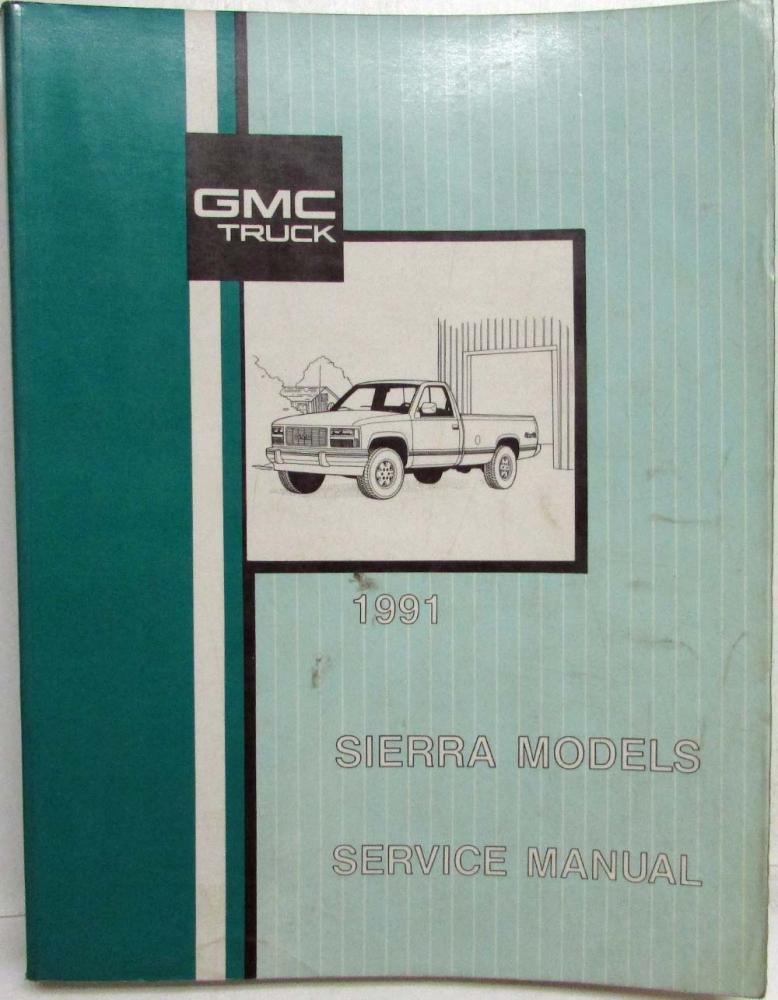 GMC
TRUCK
1991
SIERRA MODELS
SERVICE MANUAL